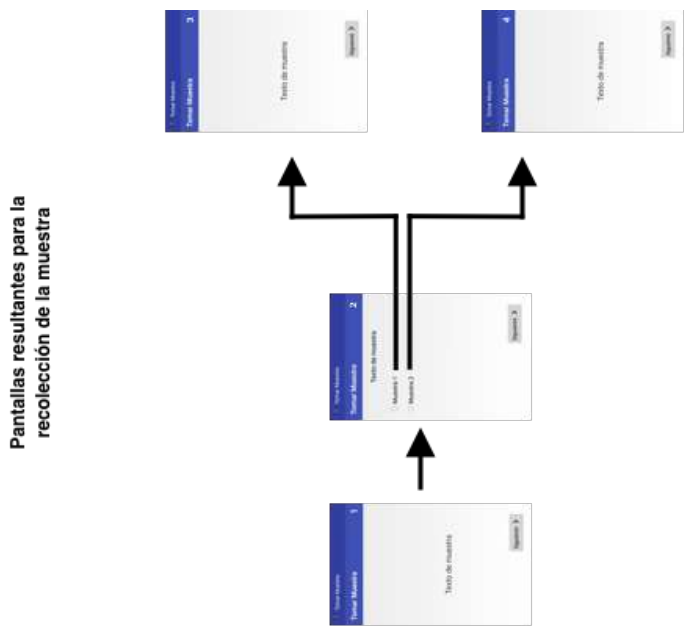 Pantallas resultantes para la
recolección de la muestra
Tomar Muestra
Tomar Muestra 1
Texto de muestra
Siguiente
Tomar Muestra
Tomar Muestra 2
Texto de muestra
Muestra 1
Muestra 2
Siguiente
Tomar Muestra
Tomar Muestra 3
Texto de muestra
Siguiente
Tomar Muestra
Tomar Muestra 4
Texto de muestra
Siguiente